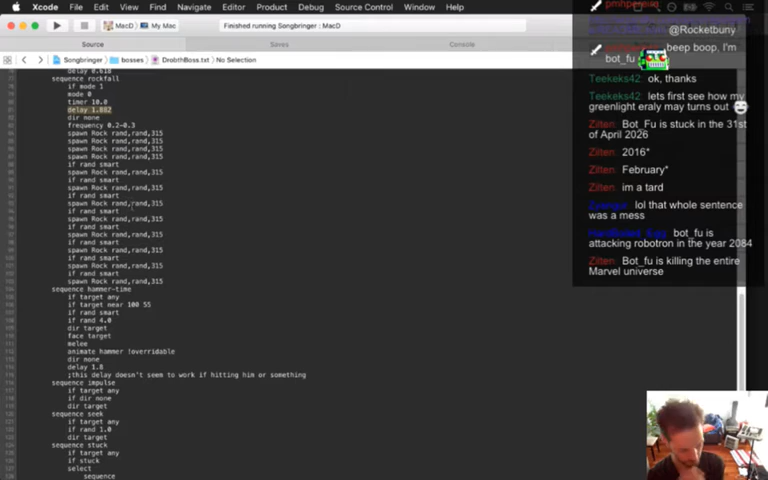 Xcode File Edit View Find Navigate Editor Product Debug Source Control Window Help
MacD My Mac Finished running Songbringer : MacD
Source Saves Console
Songbringer bosses DrothBoss.txt No Selection
delay 0.618
sequence rockfall
if mode 1
mode 0
timer 10.0
delay 1.882
dir none
frequency 0.2~0.3
spawn Rock rand,rand,315
spawn Rock rand,rand,315
spawn Rock rand,rand,315
spawn Rock rand,rand,315
if rand smart
spawn Rock rand,rand,315
if rand smart
spawn Rock rand,rand,315
if rand smart
spawn Rock rand,rand,315
if rand smart
spawn Rock rand,rand,315
if rand smart
spawn Rock rand,rand,315
if rand smart
spawn Rock rand,rand,315
if rand smart
spawn Rock rand,rand,315
sequence hammer-time
if target any
if target near 100 55
if rand smart
if rand 4.0
dir target
face target
melee
animate hammer !overridable
dir none
delay 1.8
;this delay doesn't seem to work if hitting him or something
sequence impulse
if target any
if dir none
dir target
sequence seek
if target any
if rand 1.0
dir target
sequence stuck
if target any
if stuck
select
sequence
@Rocketbuny
beep boop, I'm
bot_fu
Teekeks42: ok, thanks
Teekeks42: lets first see how my
greenlight eraly may turns out
Zilten: Bot_Fu is stuck in the 31st
of April 2026
Zilten: 2016*
Zilten: February*
Zilten: im a tard
lol that whole sentence
was a mess
bot_fu is
attacking robotron in the year 2084
Zilten: Bot_fu is killing the entire
Marvel universe